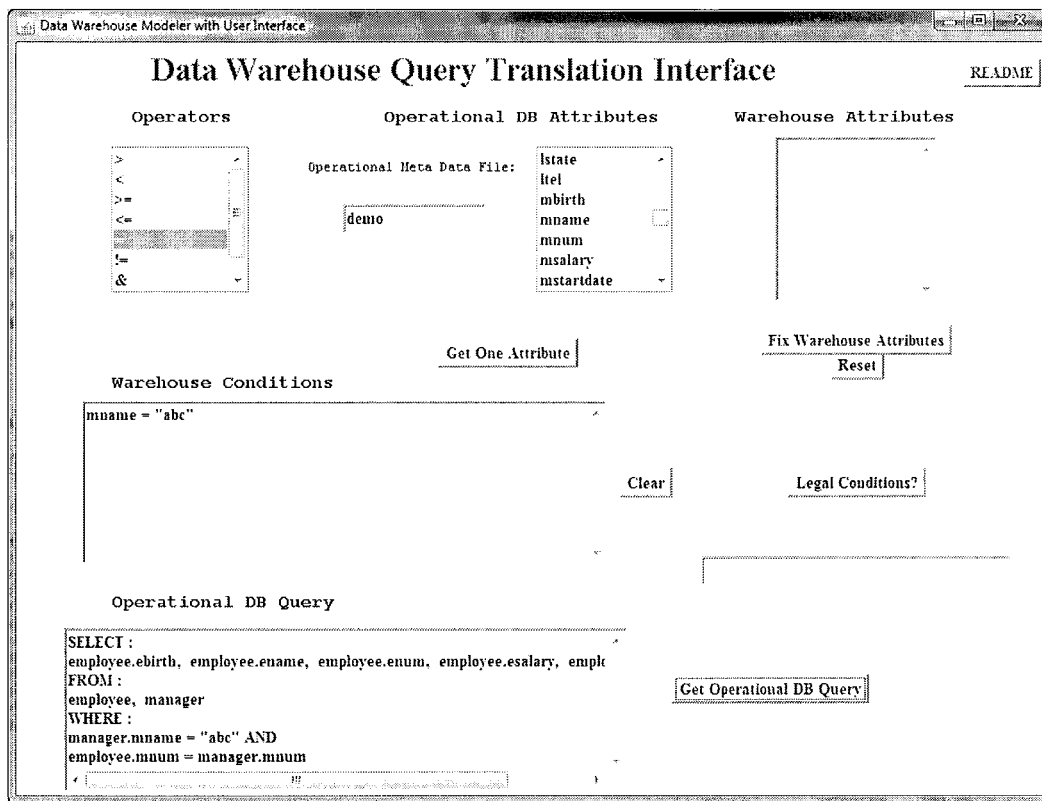 Data Warehouse Modeler with User Interface
Data Warehouse Query Translation Interface
README
Operators
Operational DB Attributes
Warehouse Attributes
>
<
>=
<=
!=
&
Operational Meta Data File:
demo
lstate
ltel
mbirth
mname
mnum
msalary
mstartdate
Get One Attribute
Fix Warehouse Attributes
Reset
Warehouse Conditions
mname = "abc"
Clear
Legal Conditions?
Operational DB Query
SELECT :
employee.ebirth, employee.ename, employee.enum, employee.esalary, emplc
FROM :
employee, manager
WHERE :
manager.mname = "abc" AND
employee.mnum = manager.mnum
Get Operational DB Query